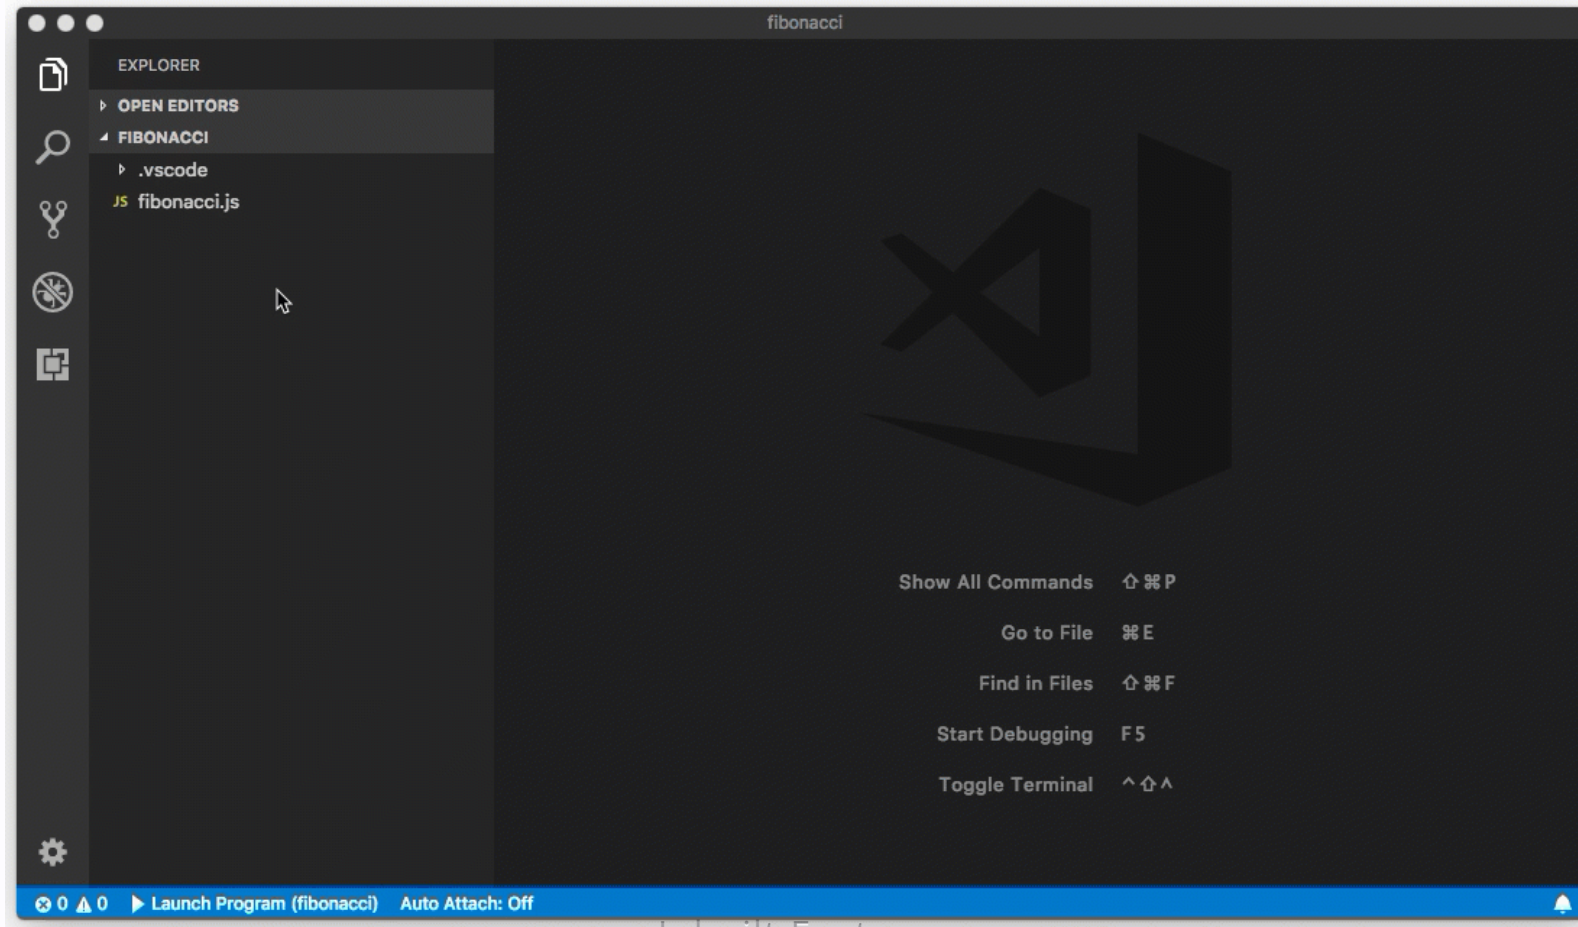 fibonacci
EXPLORER
OPEN EDITORS
FIBONACCI
.vscode
JS fibonacci.js
Show All Commands ⇧⌘P
Go to File ⌘E
Find in Files ⇧⌘F
Start Debugging F5
Toggle Terminal ^⇧^
0 0 Launch Program (fibonacci) Auto Attach: Off